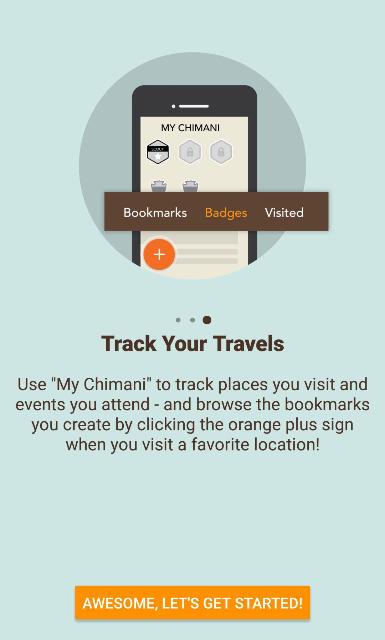 MY CHIMANI
SCOUT
Bookmarks Badges Visited
+
Track Your Travels
Use "My Chimani" to track places you visit and
events you attend - and browse the bookmarks
you create by clicking the orange plus sign
when you visit a favorite location!
AWESOME, LET'S GET STARTED!